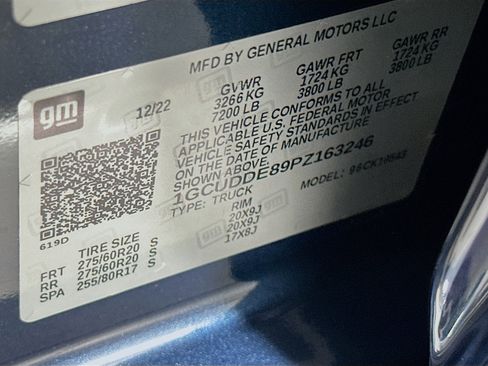 MFD BY GENERAL MOTORS LLC
gm
12/22
GVWR GAWR FRT GAWR RR
3266 KG 1724 KG 1724 KG
7200 LB 3800 LB 3800 LB
THIS VEHICLE CONFORMS TO ALL
APPLICABLE U.S. FEDERAL MOTOR
VEHICLE SAFETY STANDARDS IN EFFECT
ON THE DATE OF MANUFACTURE
SHOWN ABOVE.
1GCUDDE89PZ163246
TYPE: TRUCK MODEL:
619D
TIRE SIZE RIM
FRT 275/60R20 S 20X9J
RR 275/60R20 S 20X9J
SPA 255/80R17 S 17X8J